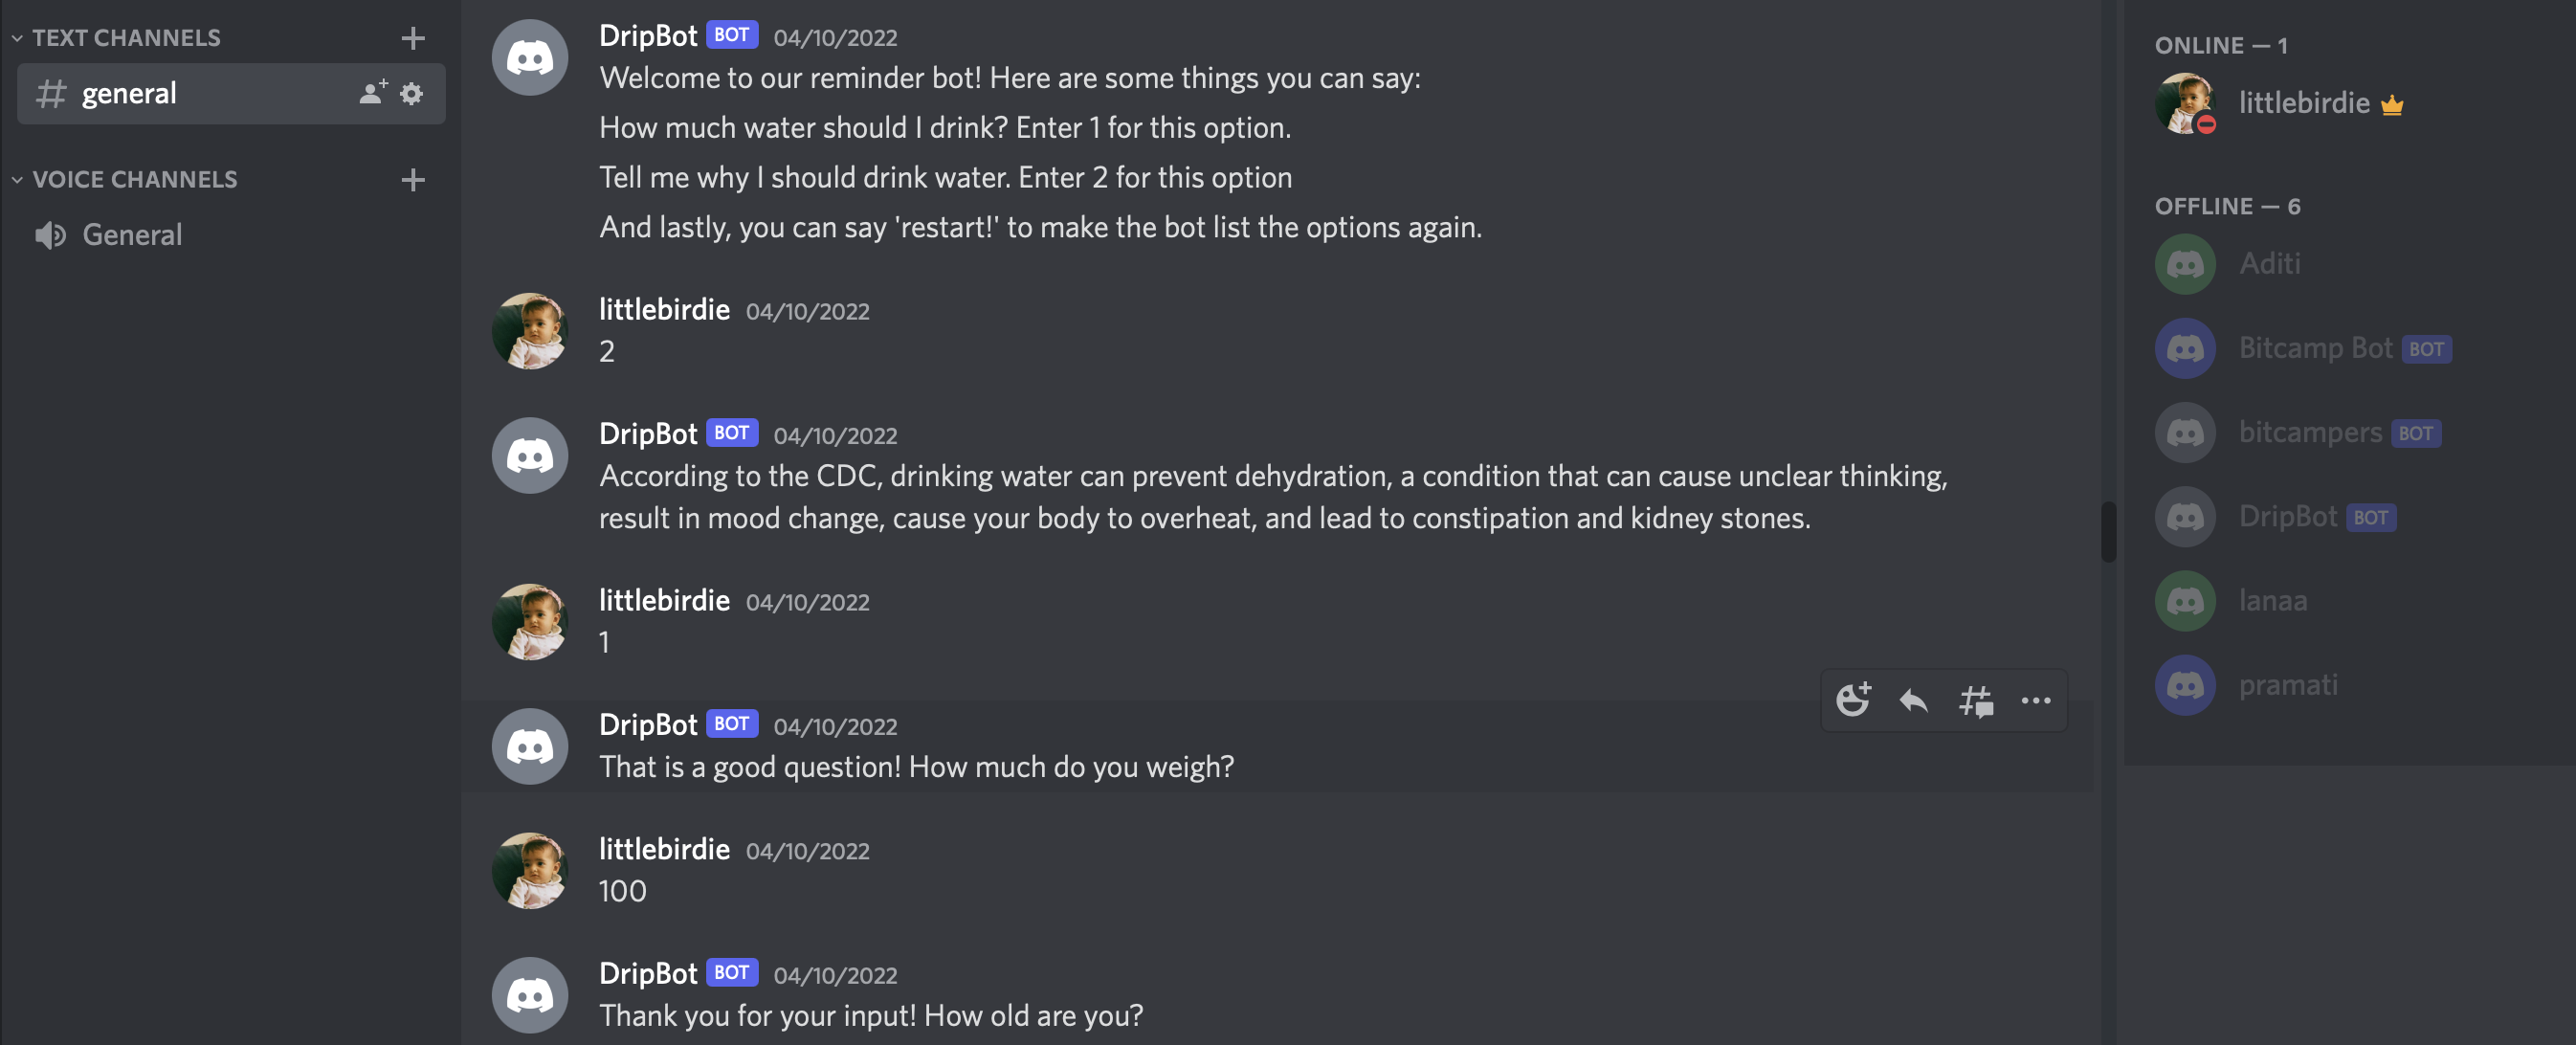 TEXT CHANNELS
general
VOICE CHANNELS
General
DripBot BOT 04/10/2022
Welcome to our reminder bot! Here are some things you can say:
How much water should I drink? Enter 1 for this option.
Tell me why I should drink water. Enter 2 for this option
And lastly, you can say 'restart!' to make the bot list the options again.
littlebirdie 04/10/2022
2
DripBot BOT 04/10/2022
According to the CDC, drinking water can prevent dehydration, a condition that can cause unclear thinking,
result in mood change, cause your body to overheat, and lead to constipation and kidney stones.
littlebirdie 04/10/2022
1
DripBot BOT 04/10/2022
That is a good question! How much do you weigh?
littlebirdie 04/10/2022
100
DripBot BOT 04/10/2022
Thank you for your input! How old are you?
ONLINE — 1
littlebirdie
OFFLINE — 6
Aditi
Bitcamp Bot BOT
bitcampers BOT
DripBot BOT
lanaa
pramati